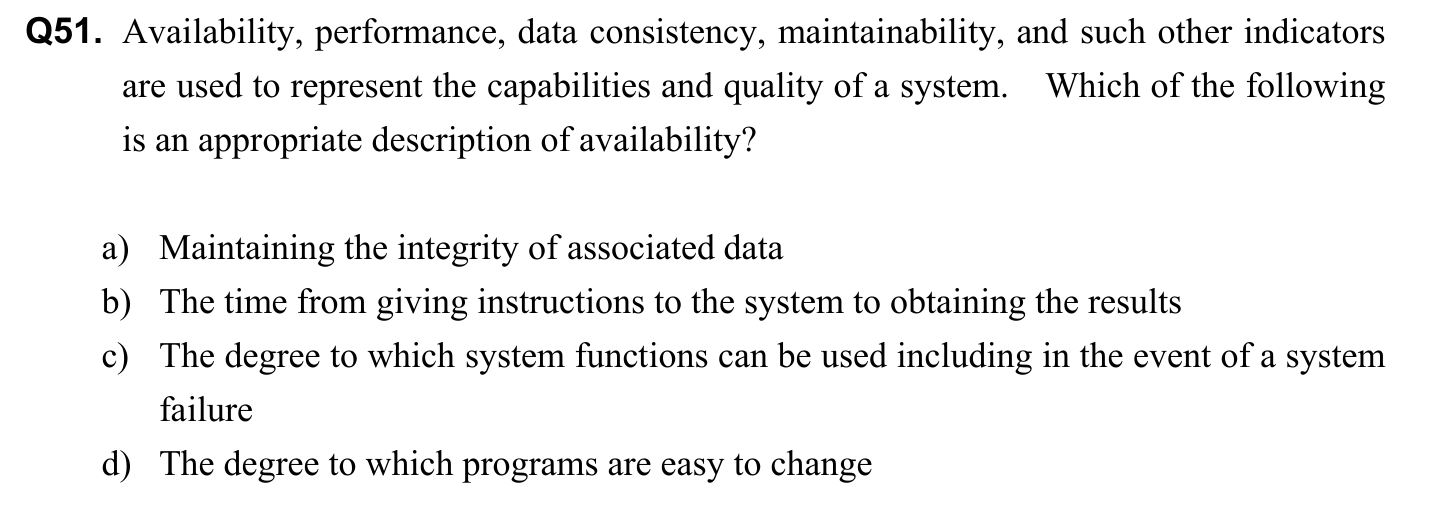 Q51. Availability, performance, data consistency, maintainability, and such other indicators
are used to represent the capabilities and quality of a system. Which of the following
is an appropriate description of availability?
a) Maintaining the integrity of associated data
b) The time from giving instructions to the system to obtaining the results
c) The degree to which system functions can be used including in the event of a system
failure
d) The degree to which programs are easy to change